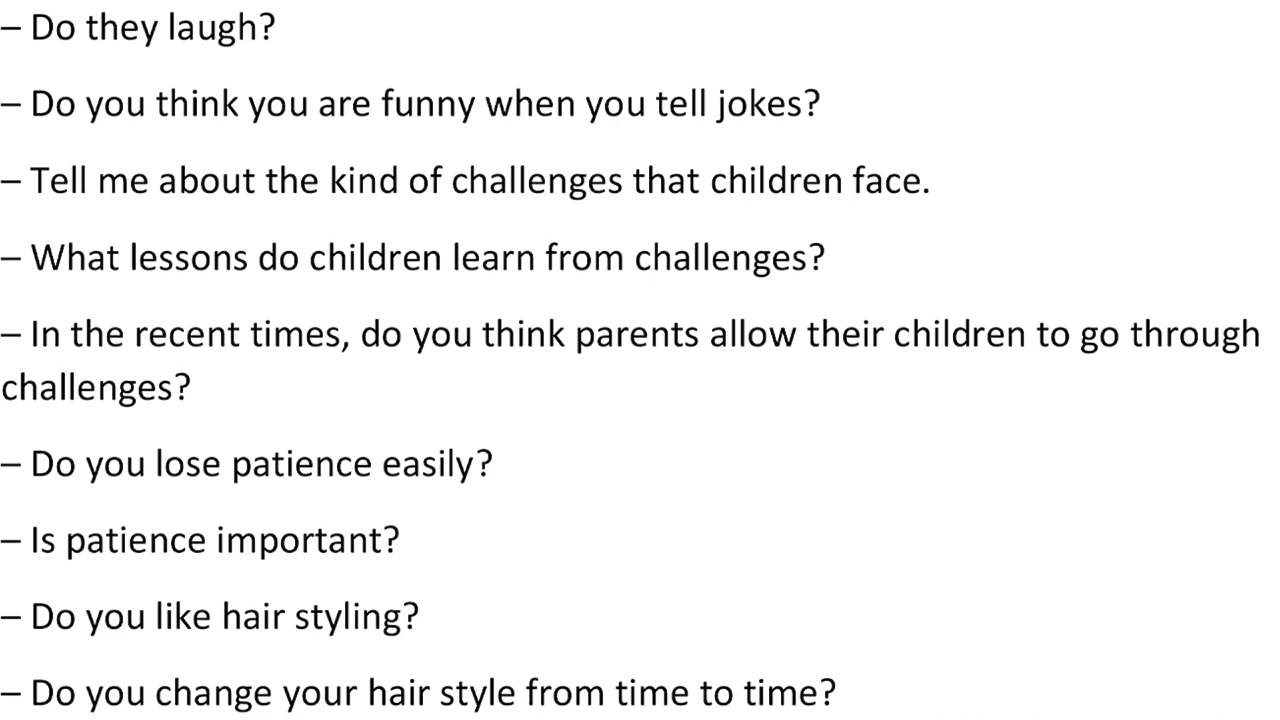 – Do they laugh?
– Do you think you are funny when you tell jokes?
– Tell me about the kind of challenges that children face.
– What lessons do children learn from challenges?
– In the recent times, do you think parents allow their children to go through
challenges?
– Do you lose patience easily?
– Is patience important?
– Do you like hair styling?
– Do you change your hair style from time to time?